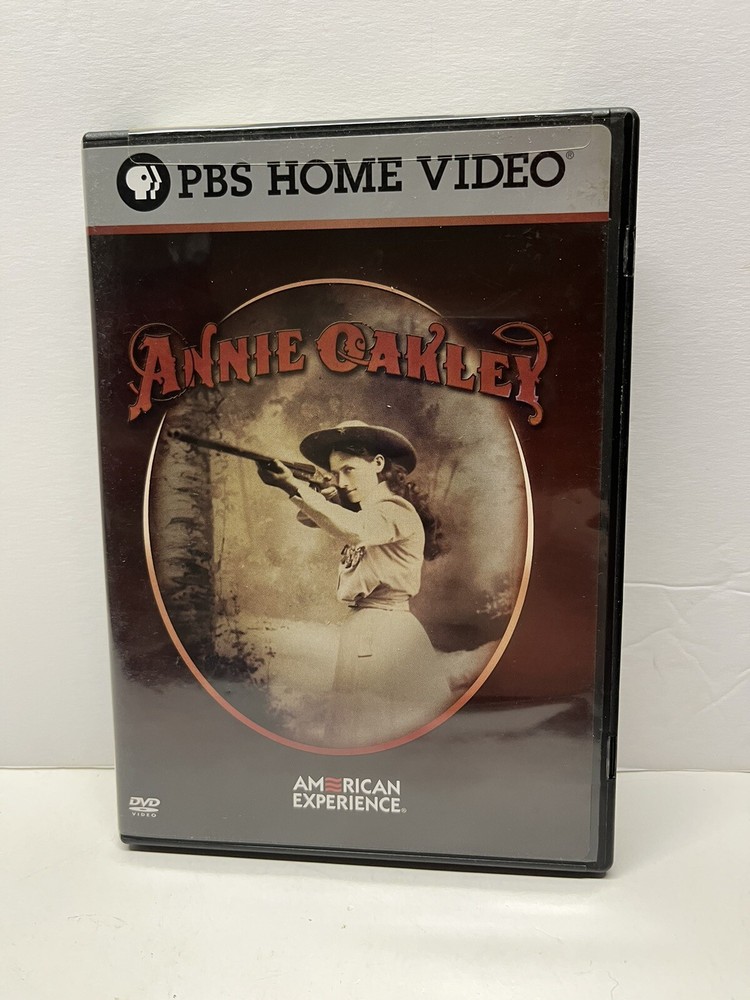 PBS HOME VIDEO®
ANNIE OAKLEY
AMERICAN
EXPERIENCE®
DVD
VIDEO